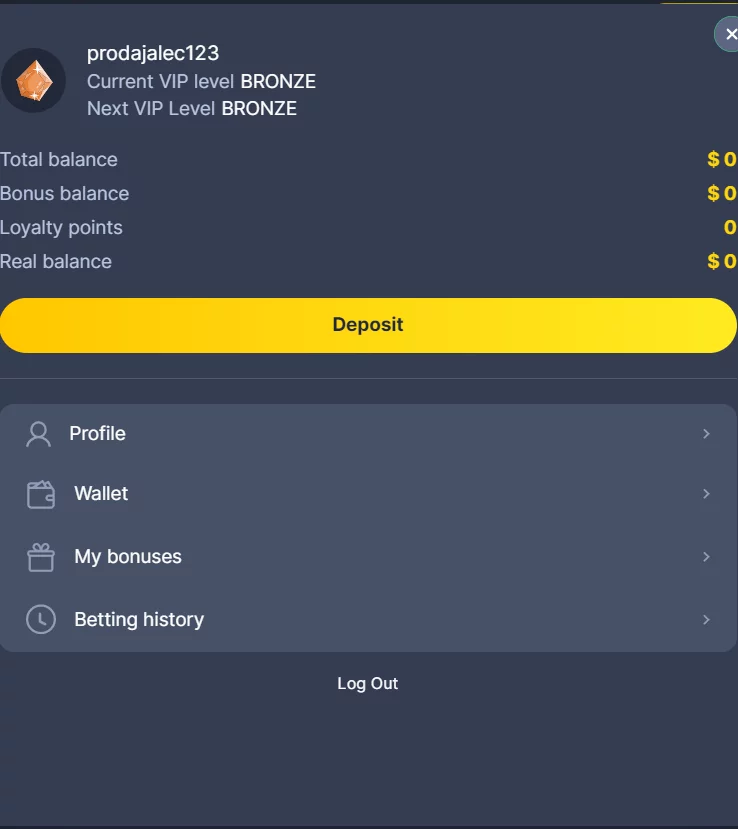 prodajalec123
Current VIP level BRONZE
Next VIP Level BRONZE
Total balance $ 0
Bonus balance $ 0
Loyalty points 0
Real balance $ 0
Deposit
Profile
Wallet
My bonuses
Betting history
Log Out